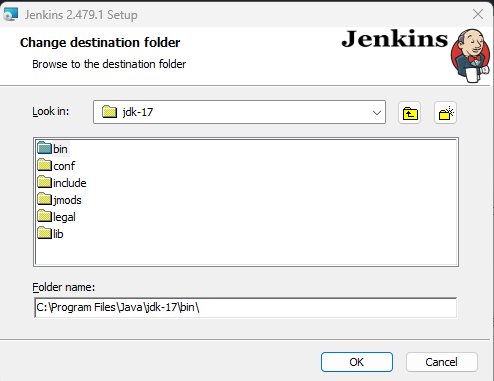 Jenkins 2.479.1 Setup
Change destination folder
Browse to the destination folder
Jenkins
Look in:
jdk-17
bin
conf
include
jmods
legal
lib
Folder name:
C:\Program Files\Java\jdk-17\bin\
OK
Cancel